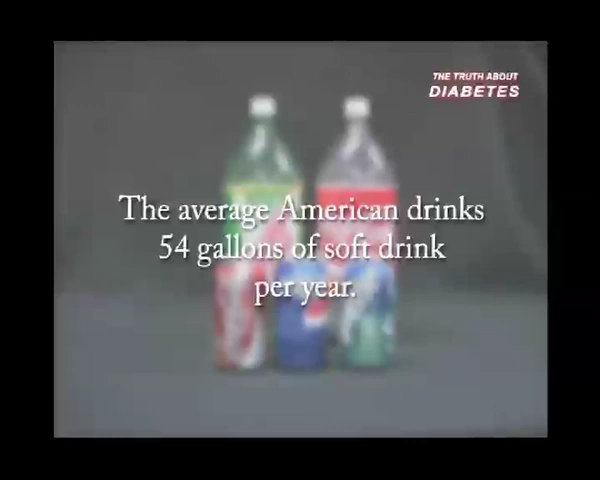 THE TRUTH ABOUT
DIABETES
The average American drinks
54 gallons of soft drink
per year.